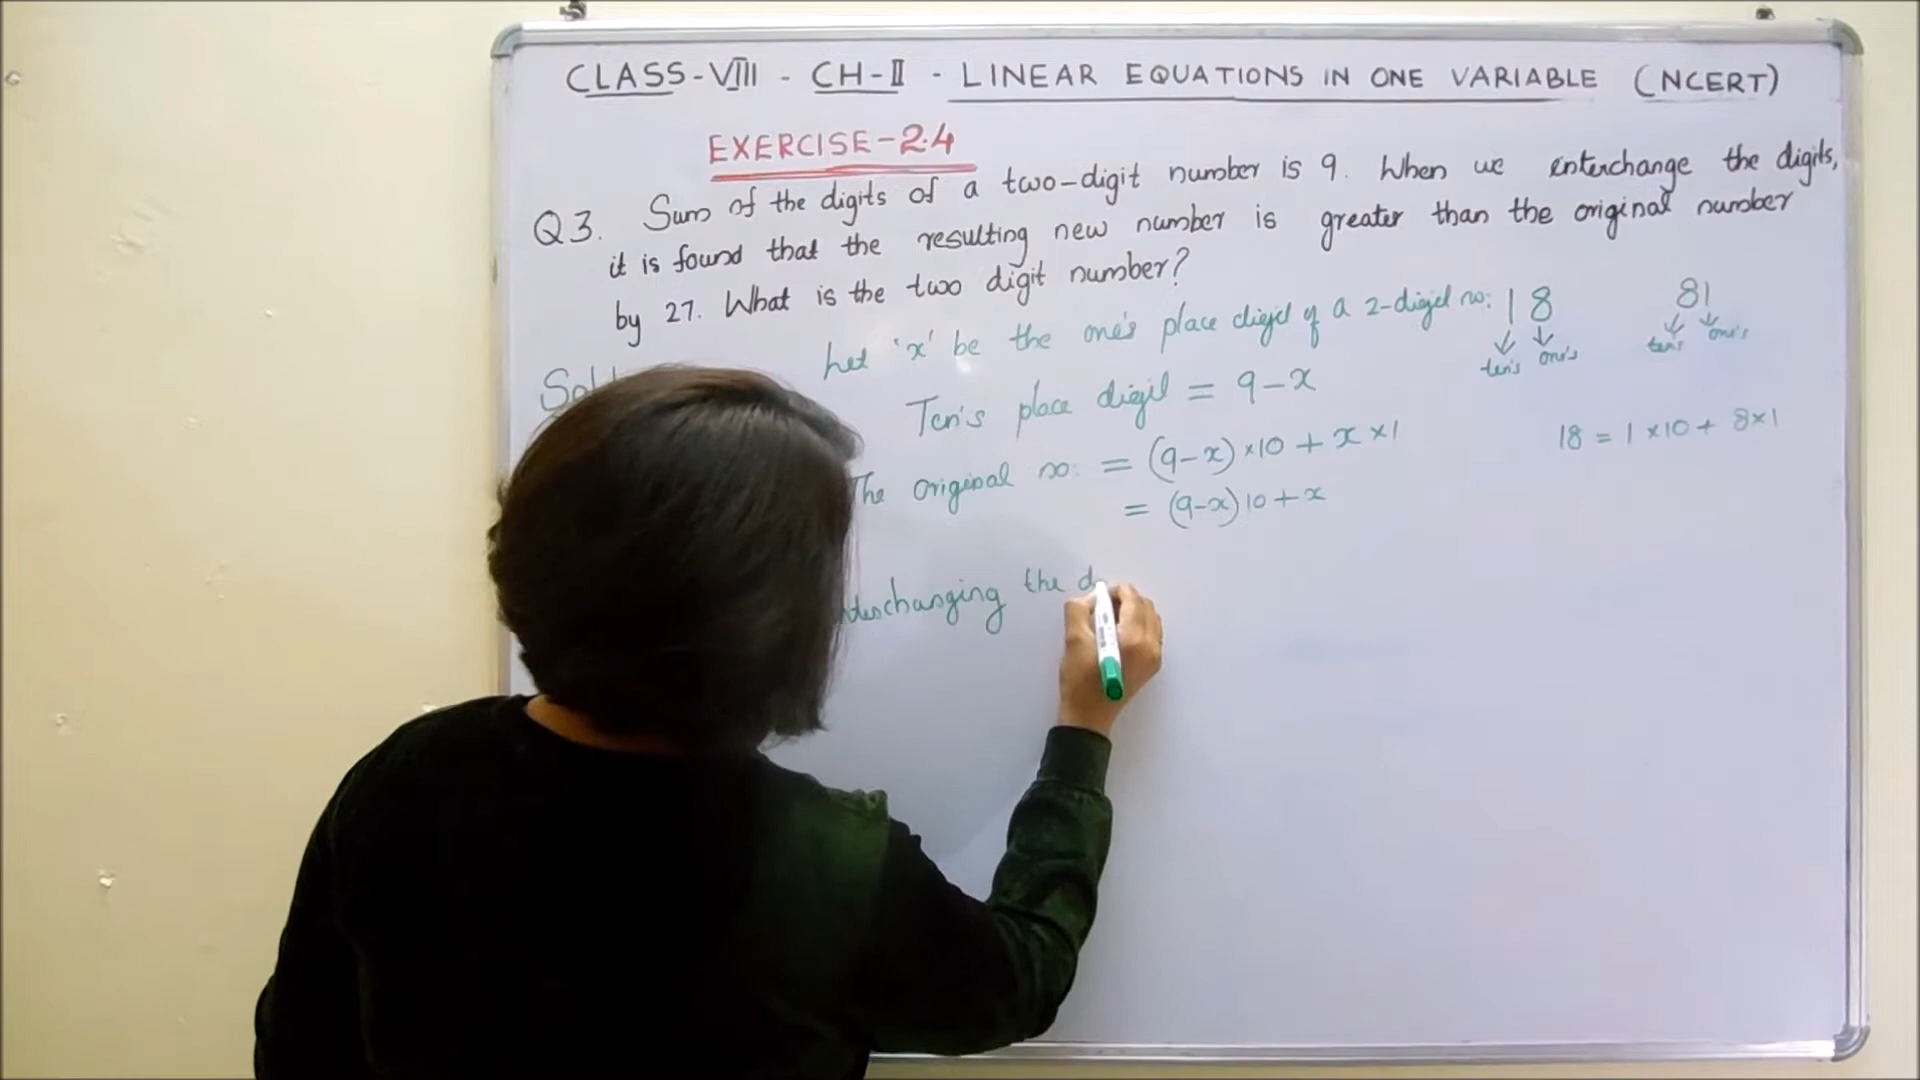 CLASS-VIII - CH-II - LINEAR EQUATIONS IN ONE VARIABLE (NCERT)
EXERCISE-2.4
Q3. Sum of the digits of a two-digit number is 9. When we interchange the digits,
it is found that the resulting new number is greater than the original number
by 27. What is the two digit number?
Let 'x' be the one's place digit of a 2-digit no:
18
ten's one's
81
ten's one's
Ten's place digit = 9-x
The original no: = (9-x)×10 + x×1
18 = 1×10 + 8×1
= (9-x)10+x
the d